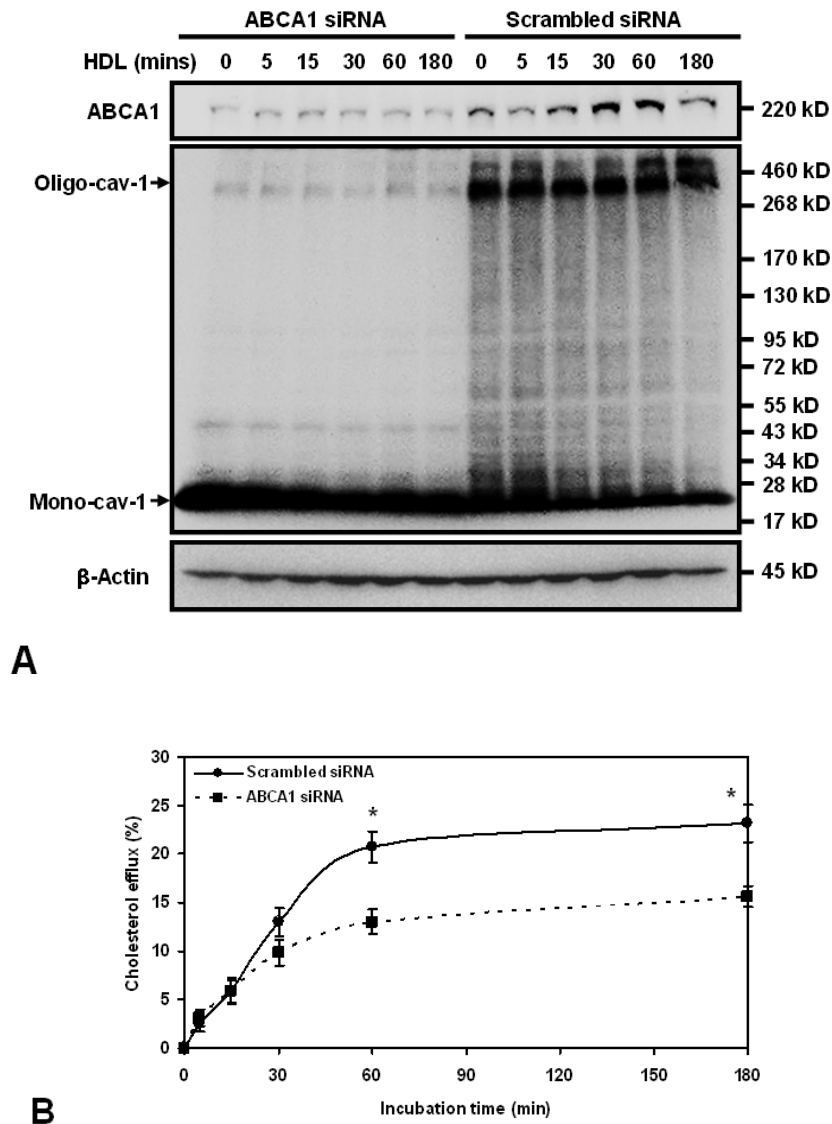 ABCA1 siRNA Scrambled siRNA
HDL (mins) 0 5 15 30 60 180 0 5 15 30 60 180
ABCA1 220 kD
Oligo-cav-1 460 kD
268 kD
170 kD
130 kD
95 kD
72 kD
55 kD
43 kD
34 kD
28 kD
Mono-cav-1
17 kD
β-Actin 45 kD
A
30
Scrambled siRNA
ABCA1 siRNA
25
20
15
10
5
0
Cholesterol efflux (%)
* *
0 30 60 90 120 150 180
Incubation time (min)
B